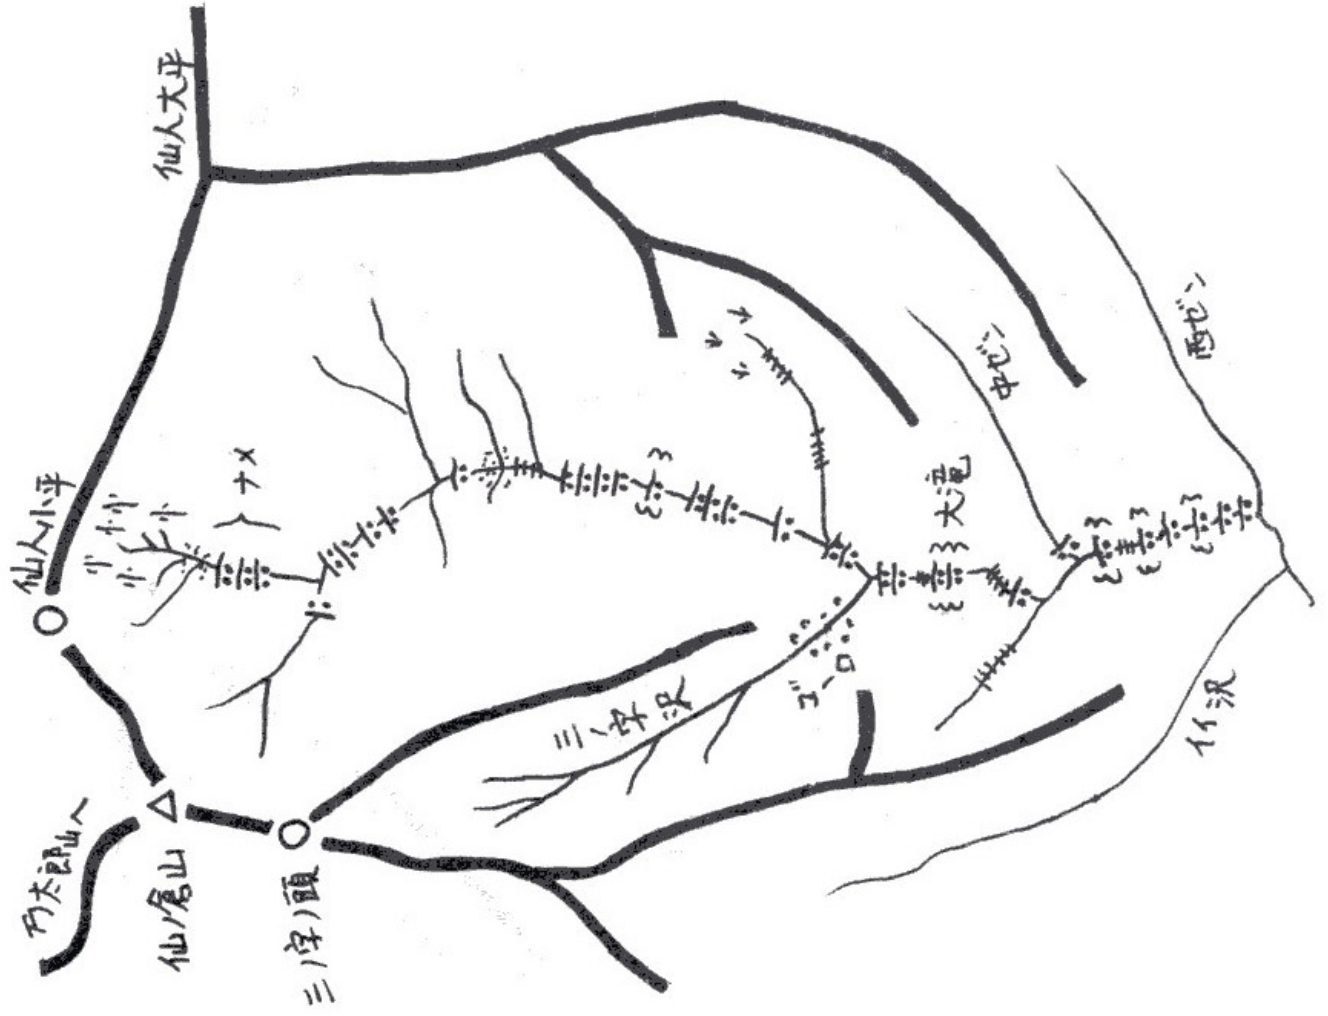 仙人大平
仙人小平
ナメ
万太郎山へ
仙ノ倉山
三ノ字ノ頭
三ノ字沢
ゴーロ
大滝
中ゼン
西ゼン
イイ沢